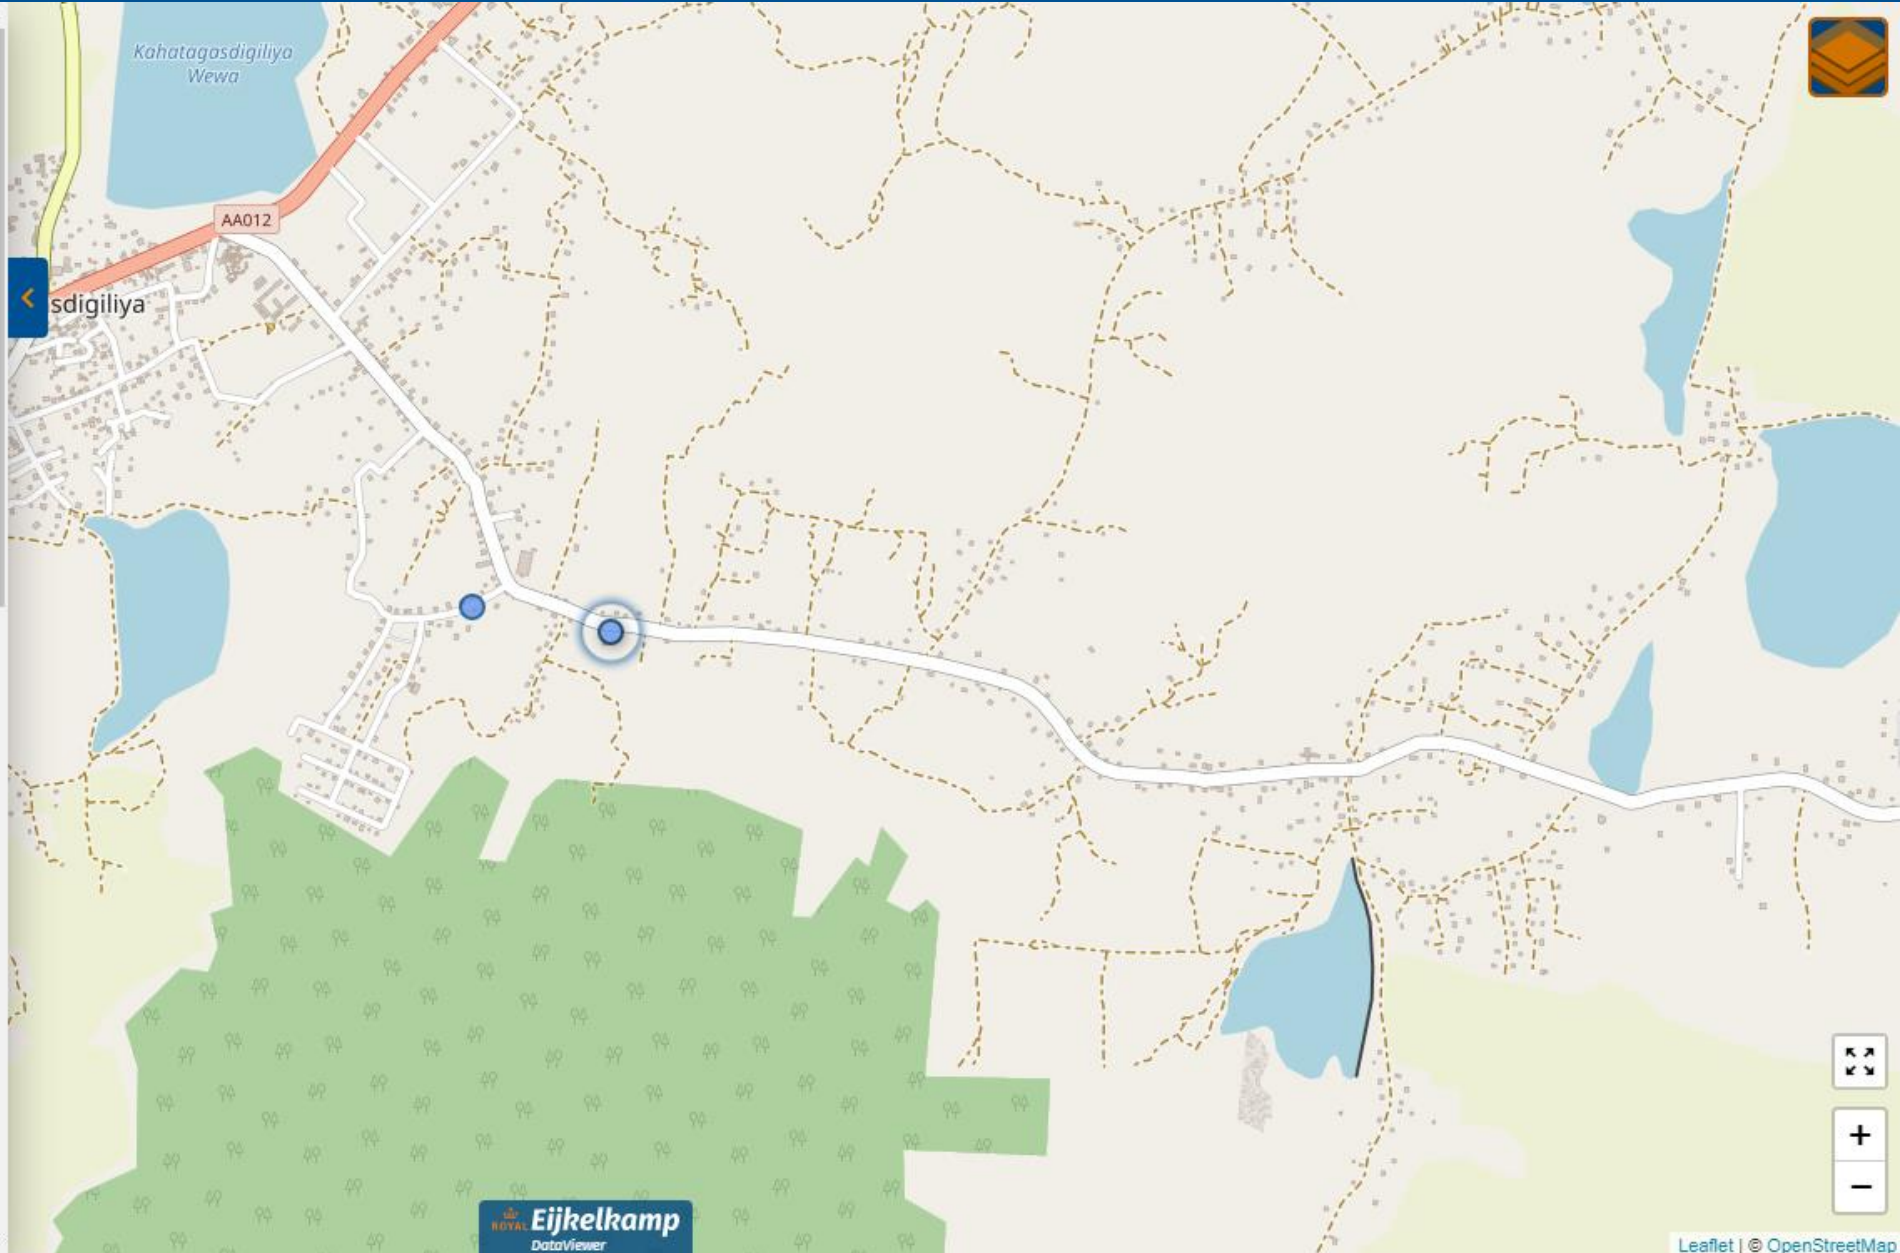 Kahatagasdigiliya
Wewa
AA012
sdigiliya
+
−
ROYAL Eijkelkamp
DataViewer
Leaflet | © OpenStreetMap